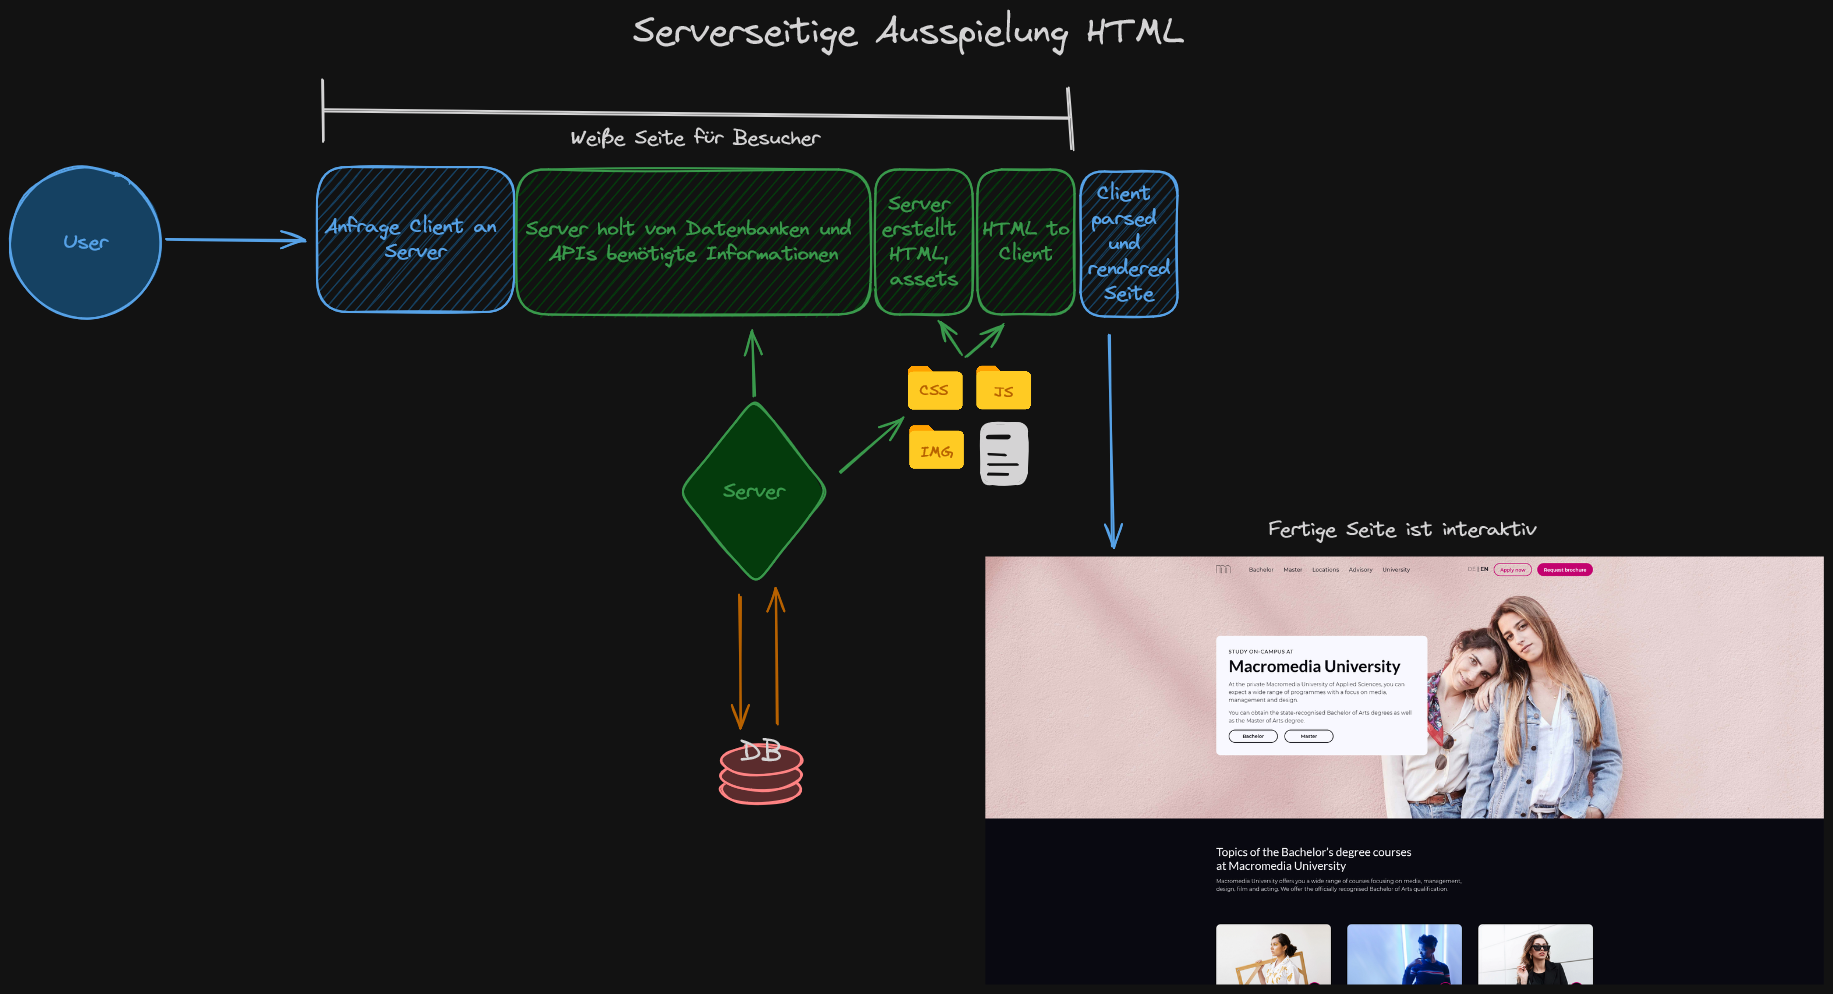 Serverseitige Ausspielung HTML
Weiße Seite für Besucher
User
Anfrage Client an
Server
Server holt von Datenbanken und
APIs benötigte Informationen
Server
erstellt
HTML,
assets
HTML to
Client
Client
parsed
und
rendered
Seite
CSS
JS
IMG
Server
DB
Fertige Seite ist interaktiv
m Bachelor Master Locations Advisory University DE | EN Apply now Request brochure
STUDY ON-CAMPUS AT
Macromedia University
At the private Macromedia University of Applied Sciences, you can
expect a wide range of programmes with a focus on media,
management and design.
You can obtain the state-recognised Bachelor of Arts degrees as well
as the Master of Arts degree.
Bachelor Master
Topics of the Bachelor's degree courses
at Macromedia University
Macromedia University offers you a wide range of courses focusing on media, management,
design, film and acting. We offer the officially recognised Bachelor of Arts qualification.